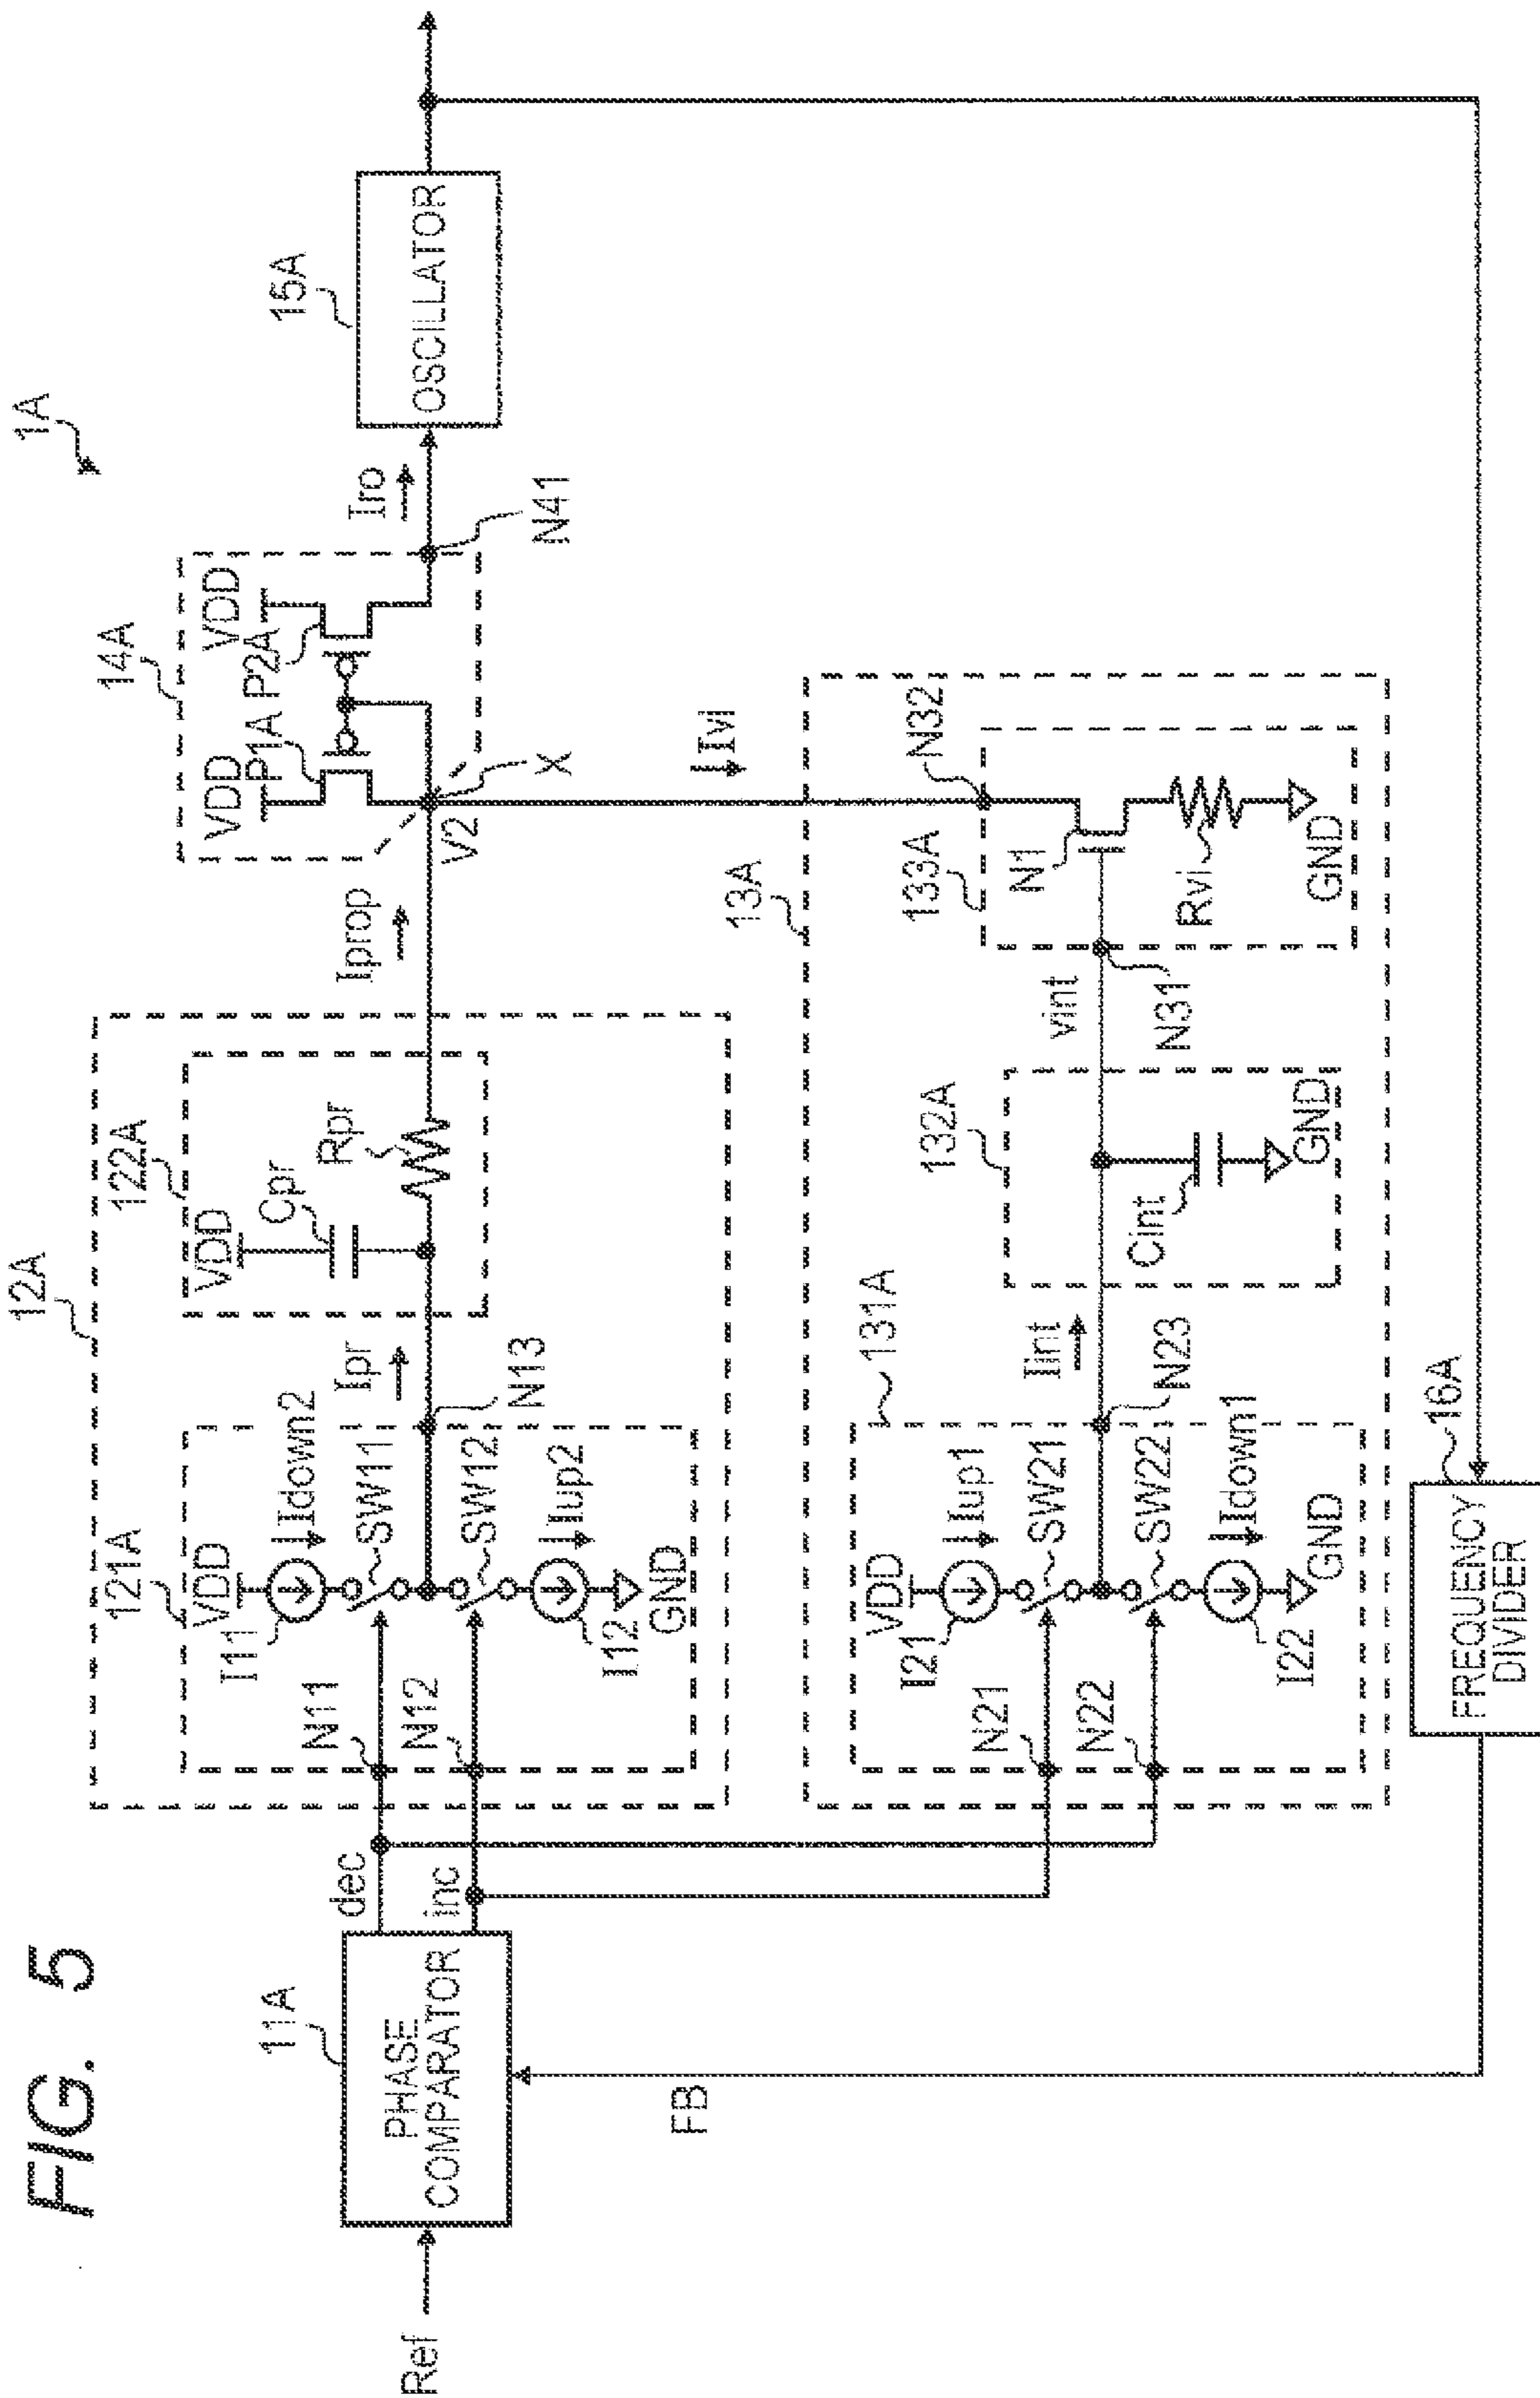 FIG. 5
1A
Ref
11A
PHASE
COMPARATOR
FB
dec
inc
12A
121A
N11
N12
VDD
I11
Idown2
SW11
SW12
Iup2
I12
GND
N13
Ipr
122A
VDD
Cpr
Rpr
Iprop
14A
VDD
P1A
P2A
VDD
V2
X
N41
Iro
15A
OSCILLATOR
Ivi
13A
131A
N21
N22
VDD
I21
Iup1
SW21
SW22
Idown1
I22
GND
N23
Iint
132A
Cint
GND
vint
N31
133A
N32
N1
Rvi
GND
16A
FREQUENCY
DIVIDER